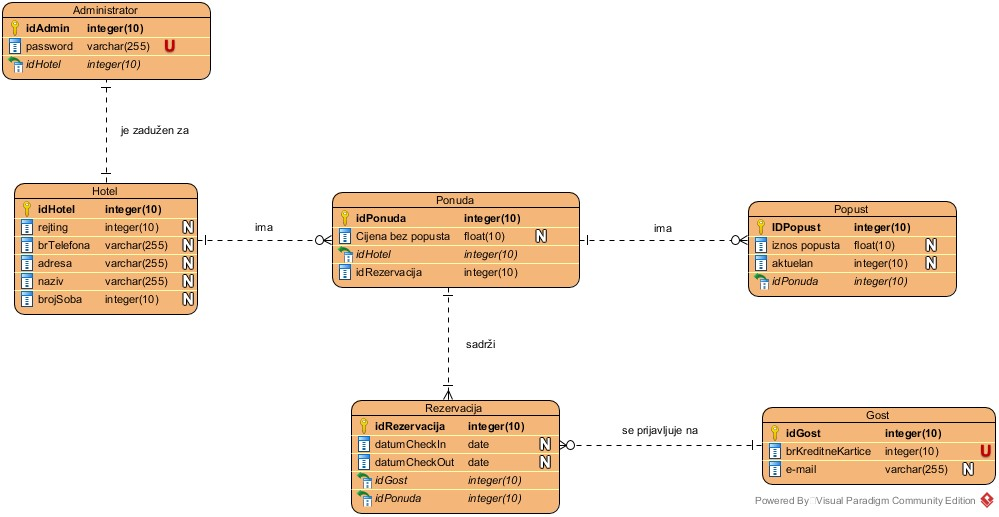 Administrator
idAdmin integer(10)
password varchar(255) U
idHotel integer(10)
je zadužen za
Hotel
idHotel integer(10)
rejting integer(10) N
brTelefona varchar(255) N
adresa varchar(255) N
naziv varchar(255) N
brojSoba integer(10) N
ima
Ponuda
idPonuda integer(10)
Cijena bez popusta float(10) N
idHotel integer(10)
idRezervacija integer(10)
ima
Popust
IDPopust integer(10)
iznos popusta float(10) N
aktuelan integer(10) N
idPonuda integer(10)
sadrži
Rezervacija
idRezervacija integer(10)
datumCheckIn date N
datumCheckOut date N
idGost integer(10)
idPonuda integer(10)
se prijavljuje na
Gost
idGost integer(10)
brKreditneKartice integer(10) U
e-mail varchar(255) N
Powered By Visual Paradigm Community Edition